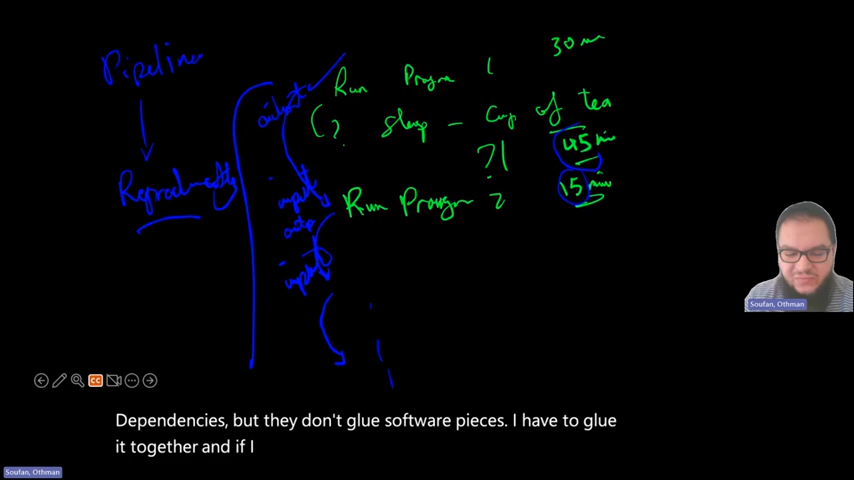 Pipeline
Reproducibility
output
input
output
input
Run Program 1 30 min
(? Sleep - Cup of tea
?! 45 min
15 min
Run Program 2
Soufan, Othman
CC
Dependencies, but they don't glue software pieces. I have to glue
it together and if I
Soufan, Othman